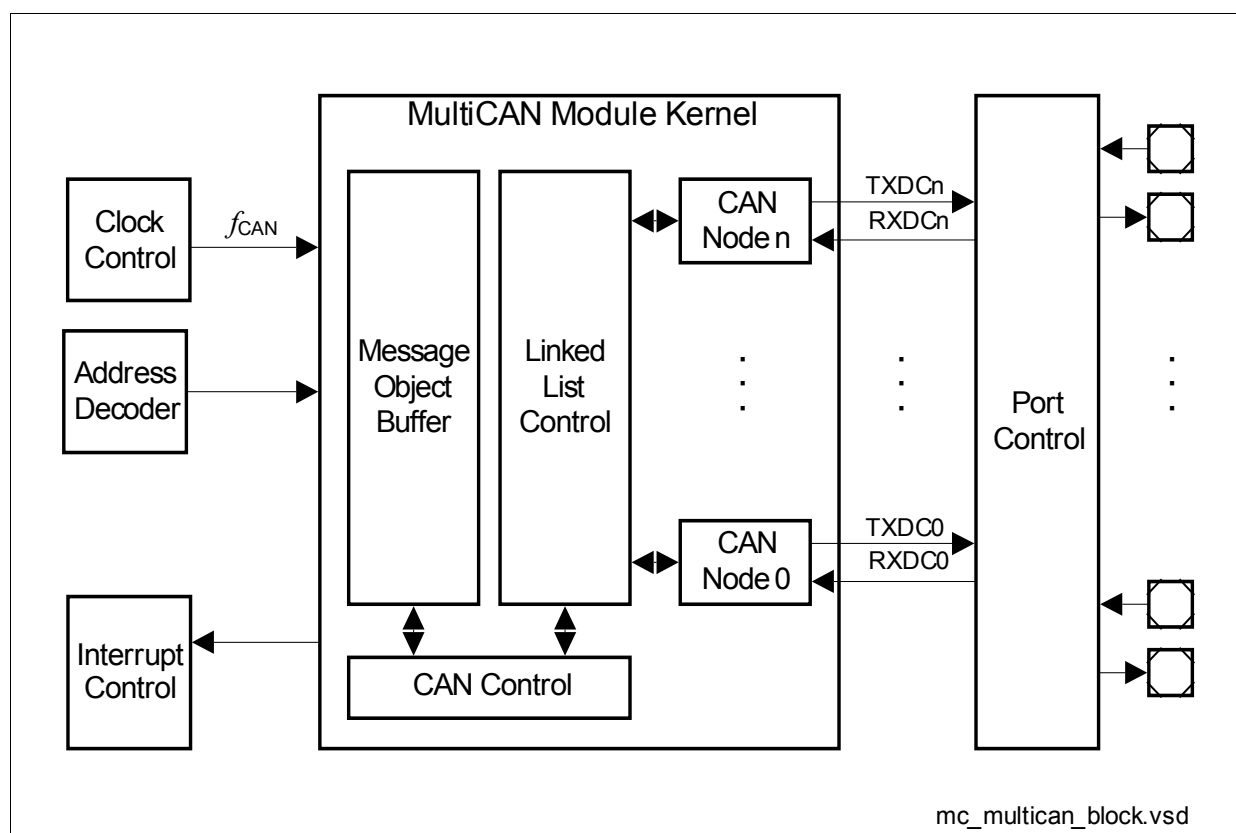 MultiCAN Module Kernel
Clock
Control
fCAN
Address
Decoder
Interrupt
Control
Message
Object
Buffer
Linked
List
Control
CAN Control
CAN
Node n
TXDCn
RXDCn
CAN
Node 0
TXDC0
RXDC0
Port
Control
mc_multican_block.vsd